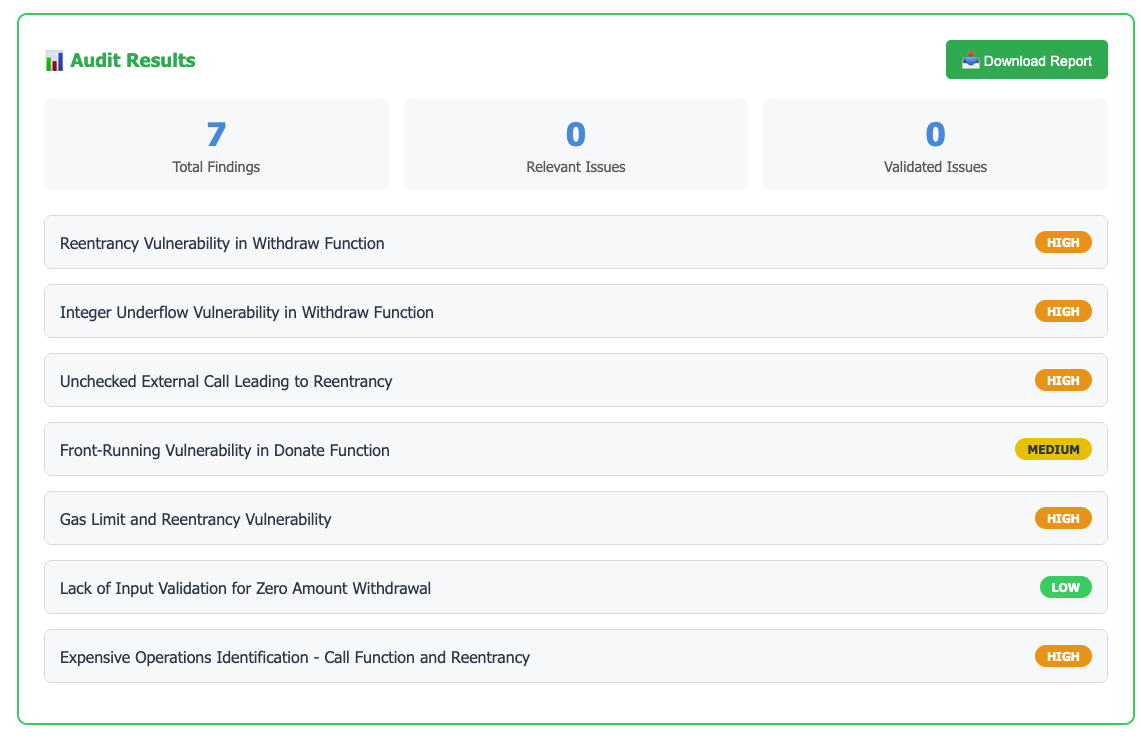 Audit Results
Download Report
7
Total Findings
0
Relevant Issues
0
Validated Issues
Reentrancy Vulnerability in Withdraw Function
HIGH
Integer Underflow Vulnerability in Withdraw Function
HIGH
Unchecked External Call Leading to Reentrancy
HIGH
Front-Running Vulnerability in Donate Function
MEDIUM
Gas Limit and Reentrancy Vulnerability
HIGH
Lack of Input Validation for Zero Amount Withdrawal
LOW
Expensive Operations Identification - Call Function and Reentrancy
HIGH